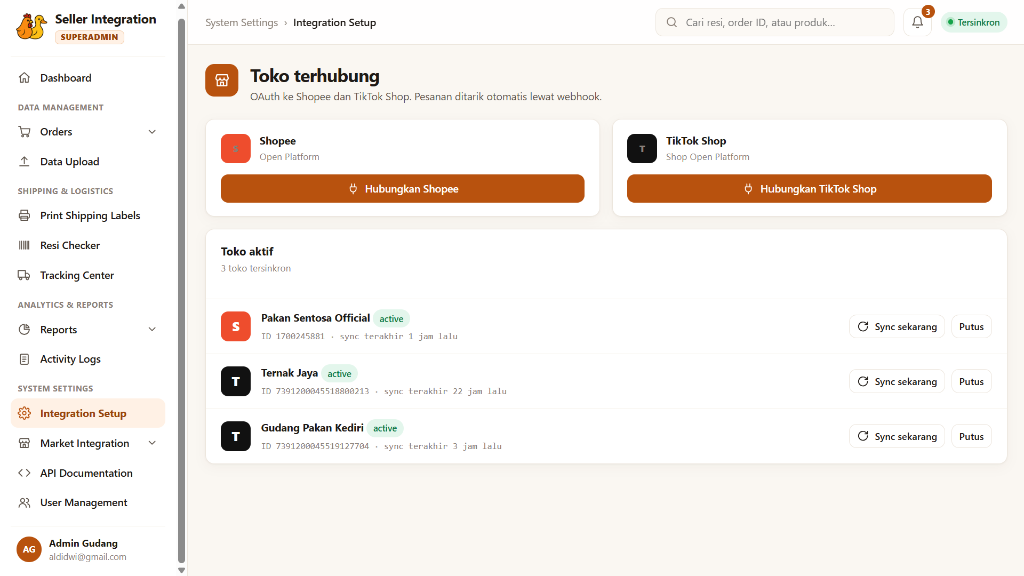 Seller Integration
SUPERADMIN
Dashboard
DATA MANAGEMENT
Orders
Data Upload
SHIPPING & LOGISTICS
Print Shipping Labels
Resi Checker
Tracking Center
ANALYTICS & REPORTS
Reports
Activity Logs
SYSTEM SETTINGS
Integration Setup
Market Integration
API Documentation
User Management
AG
Admin Gudang
aldidwi@gmail.com
System Settings › Integration Setup
Cari resi, order ID, atau produk...
3
Tersinkron
Toko terhubung
OAuth ke Shopee dan TikTok Shop. Pesanan ditarik otomatis lewat webhook.
S
Shopee
Open Platform
Hubungkan Shopee
T
TikTok Shop
Shop Open Platform
Hubungkan TikTok Shop
Toko aktif
3 toko tersinkron
S
Pakan Sentosa Official active
ID 1700245881 · sync terakhir 1 jam lalu
Sync sekarang
Putus
T
Ternak Jaya active
ID 7391200045518800213 · sync terakhir 22 jam lalu
Sync sekarang
Putus
T
Gudang Pakan Kediri active
ID 7391200045519127704 · sync terakhir 3 jam lalu
Sync sekarang
Putus